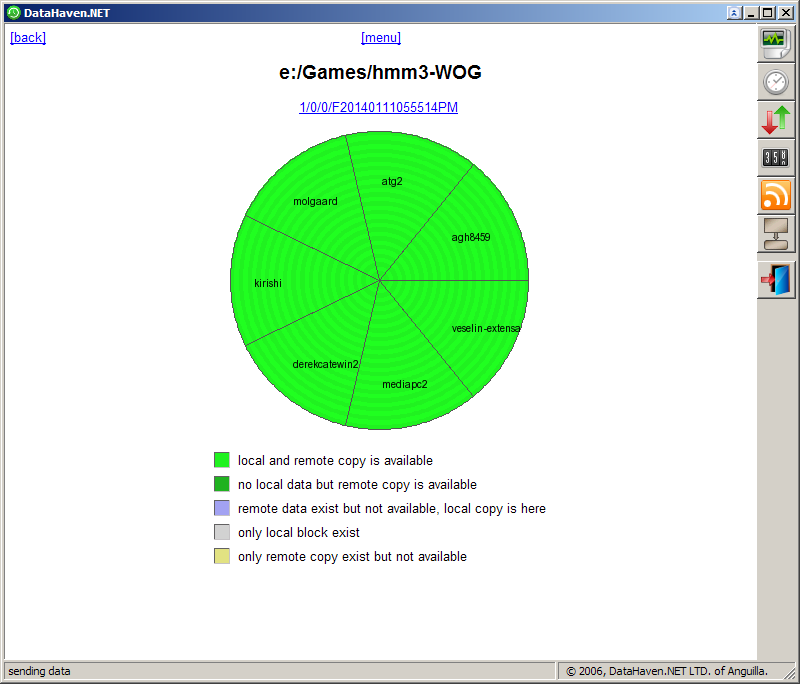 DataHaven.NET
[back] [menu]
e:/Games/hmm3-WOG
1/0/0/F20140111055514PM
atg2
molgaard
agh8459
kirishi
veselin-extensa
derekcatewin2
mediapc2
local and remote copy is available
no local data but remote copy is available
remote data exist but not available, local copy is here
only local block exist
only remote copy exist but not available
sending data
© 2006, DataHaven.NET LTD. of Anguilla.